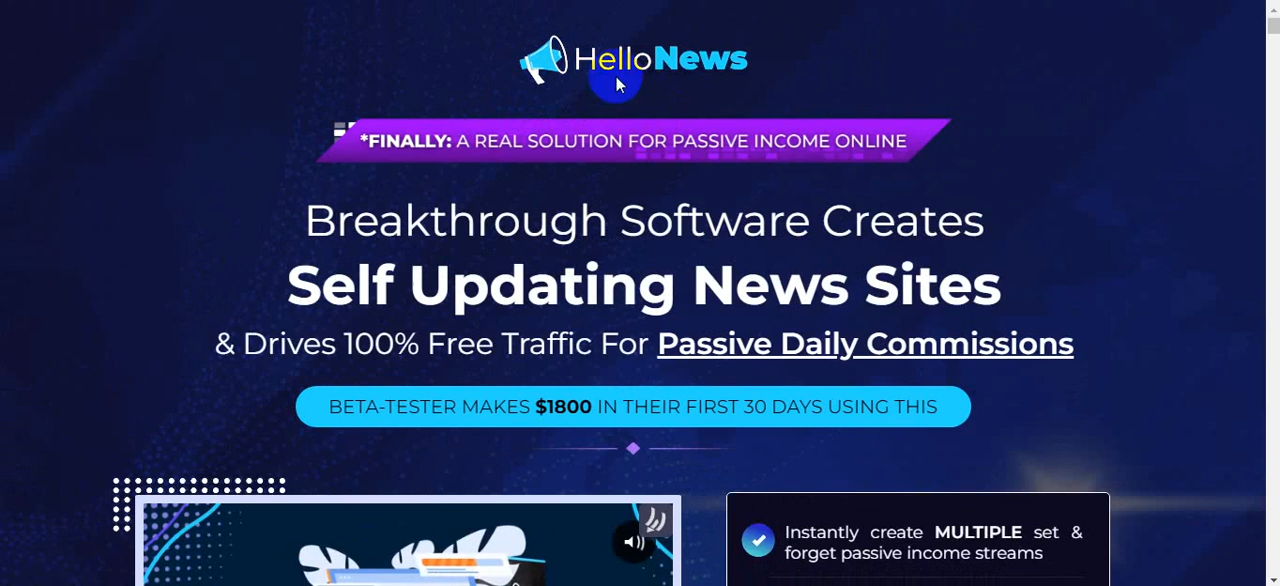 HelloNews
*FINALLY: A REAL SOLUTION FOR PASSIVE INCOME ONLINE
Breakthrough Software Creates
Self Updating News Sites
& Drives 100% Free Traffic For Passive Daily Commissions
BETA-TESTER MAKES $1800 IN THEIR FIRST 30 DAYS USING THIS
Instantly create MULTIPLE set &
forget passive income streams